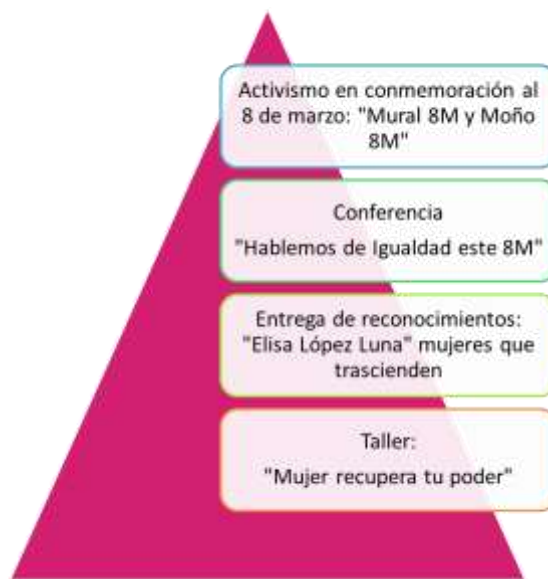 Activismo en conmemoración al
8 de marzo: "Mural 8M y Moño
8M"
Conferencia
"Hablemos de Igualdad este 8M"
Entrega de reconocimientos:
"Elisa López Luna" mujeres que
trascienden
Taller:
"Mujer recupera tu poder"